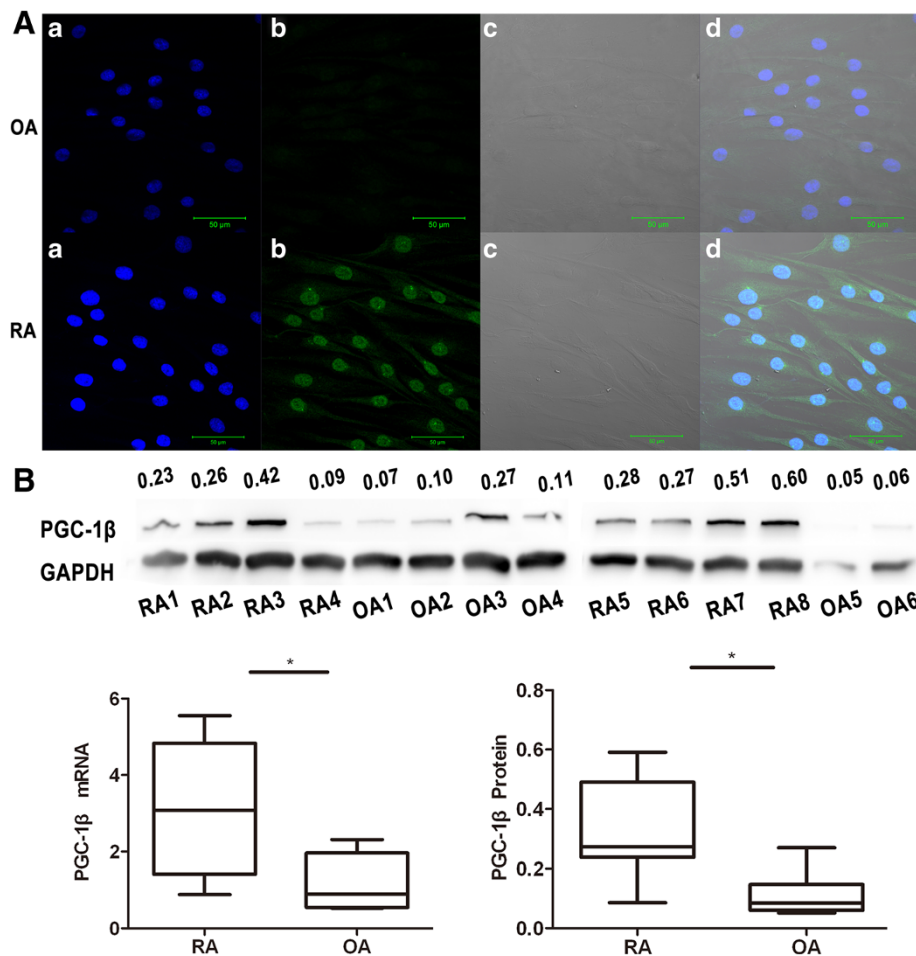 A
a b c d
OA
50 µm 50 µm 50 µm 50 µm
a b c d
RA
50 µm 50 µm 50 µm 50 µm
B
0.23 0.26 0.42 0.09 0.07 0.10 0.27 0.11 0.28 0.27 0.51 0.60 0.05 0.06
PGC-1β
GAPDH
RA1 RA2 RA3 RA4 OA1 OA2 OA3 OA4 RA5 RA6 RA7 RA8 OA5 OA6
*
PGC-1β mRNA
6
4
2
0
RA OA
*
PGC-1β Protein
0.8
0.6
0.4
0.2
0.0
RA OA